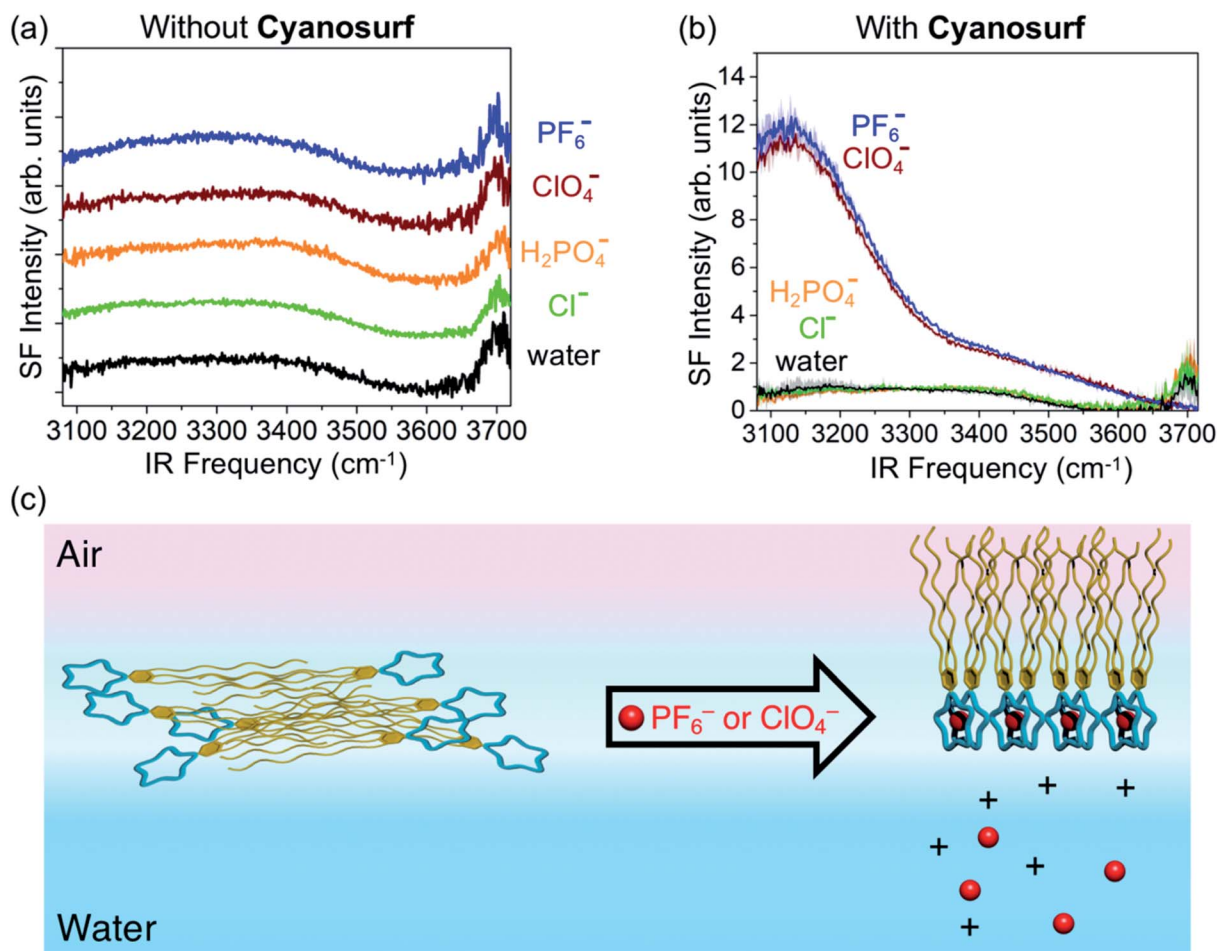 (a) Without Cyanosurf
SF Intensity (arb. units)
PF₆⁻
ClO₄⁻
H₂PO₄⁻
Cl⁻
water
3100 3200 3300 3400 3500 3600 3700
IR Frequency (cm⁻¹)
(b) With Cyanosurf
SF Intensity (arb. units)
14
12
10
8
6
4
2
0
PF₆⁻
ClO₄⁻
H₂PO₄⁻
Cl⁻
water
3100 3200 3300 3400 3500 3600 3700
IR Frequency (cm⁻¹)
(c)
Air
PF₆⁻ or ClO₄⁻
+ + +
+ +
+
Water